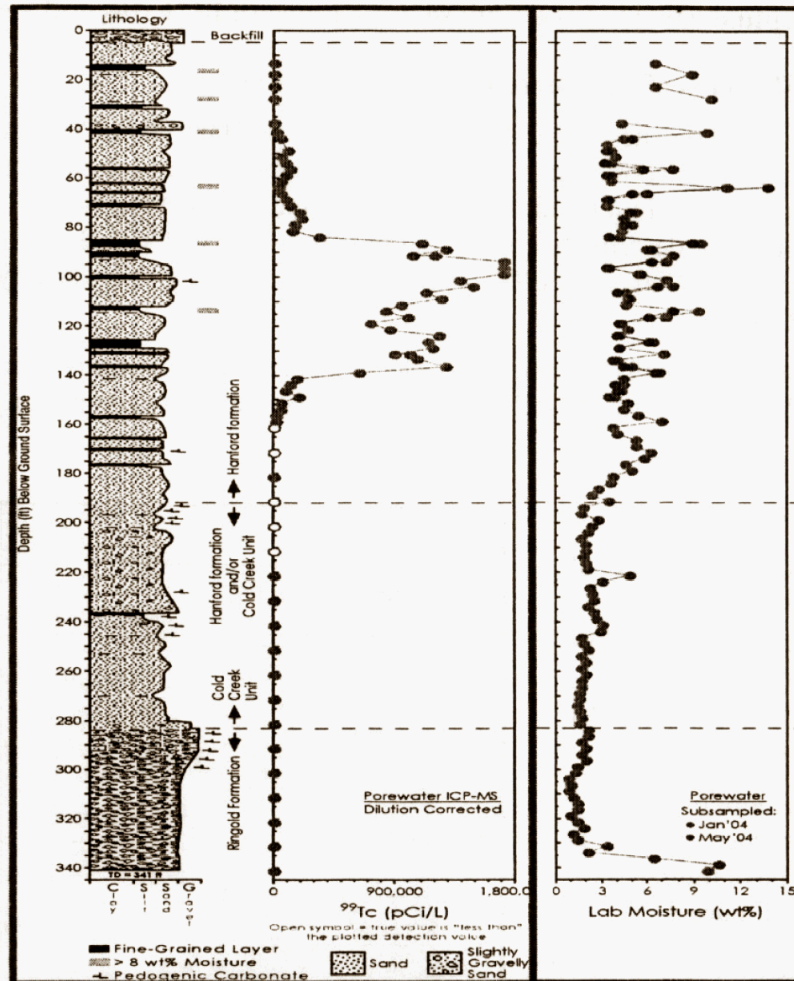 Lithology
Backfill
0
20
40
60
80
100
120
140
160
180
200
220
240
260
280
300
320
340
Depth (ft) Below Ground Surface
Hanford formation
Hanford formation
and/or
Cold Creek Unit
Cold
Creek
Unit
Ringold Formation
TD = 341 ft
Clay
Silt
Sand
Gravel
Porewater ICP-MS
Dilution Corrected
900,000
1,800,0
⁹⁹Tc (pCi/L)
Open symbol = true value is "less than"
the plotted detection value
Porewater
Subsampled:
Jan'04
May'04
0 3 6 9 12 15
Lab Moisture (wt%)
Fine-Grained Layer
> 8 wt% Moisture
Pedogenic Carbonate
Sand
Slightly
Gravelly
Sand